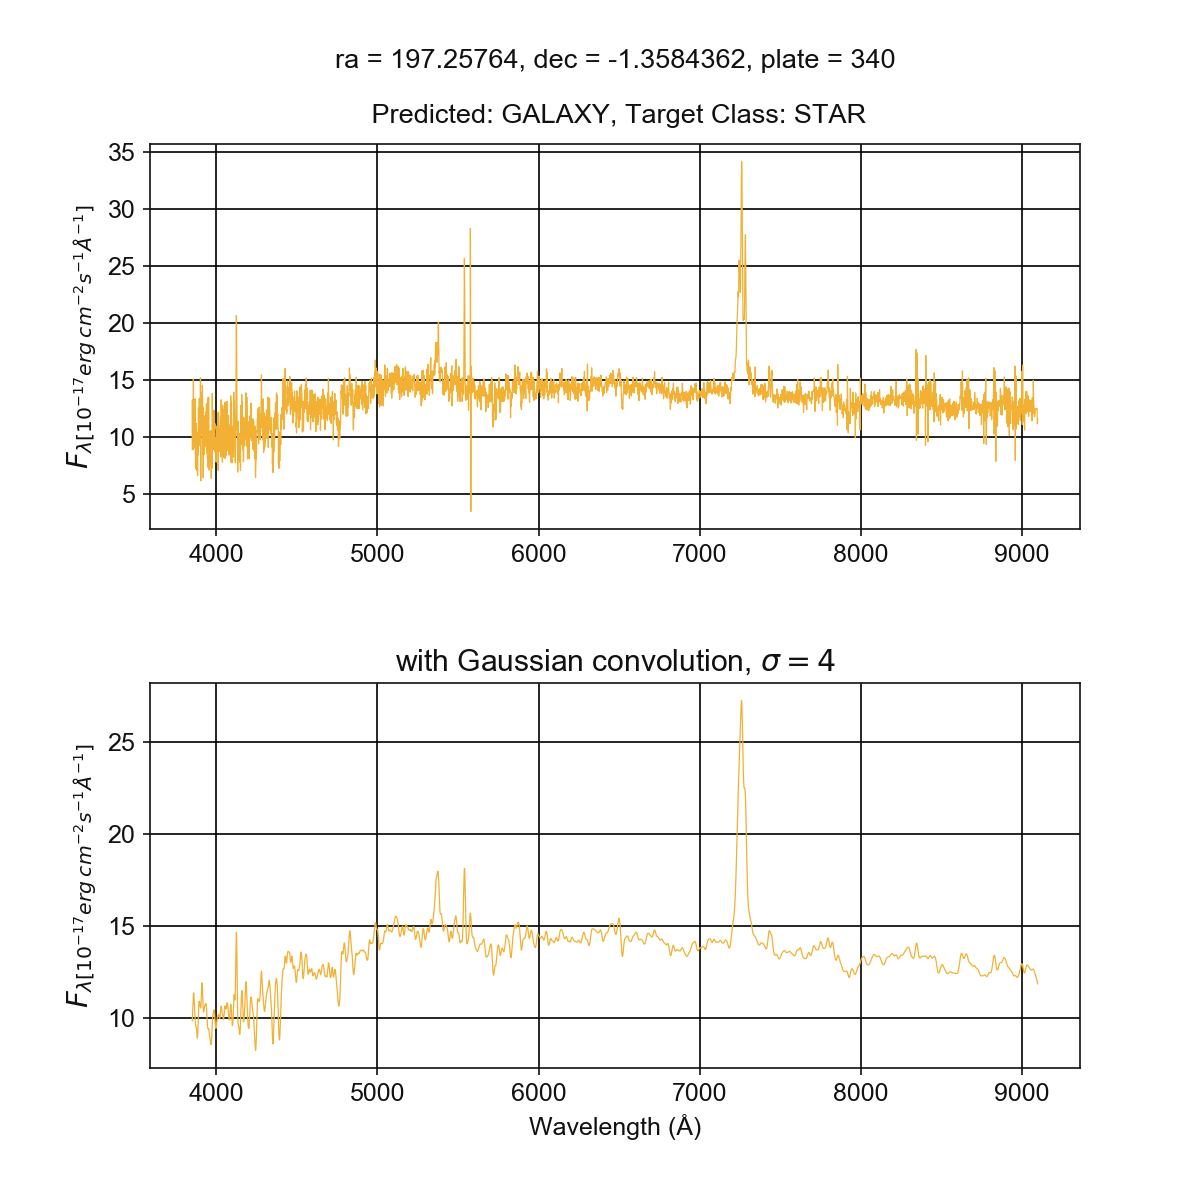 ra = 197.25764, dec = -1.3584362, plate = 340
Predicted: GALAXY, Target Class: STAR
35
30
25
20
15
10
5
F_λ[10⁻¹⁷erg cm⁻²s⁻¹Å⁻¹]
4000 5000 6000 7000 8000 9000
with Gaussian convolution, σ = 4
25
20
15
10
F_λ[10⁻¹⁷erg cm⁻²s⁻¹Å⁻¹]
4000 5000 6000 7000 8000 9000
Wavelength (Å)